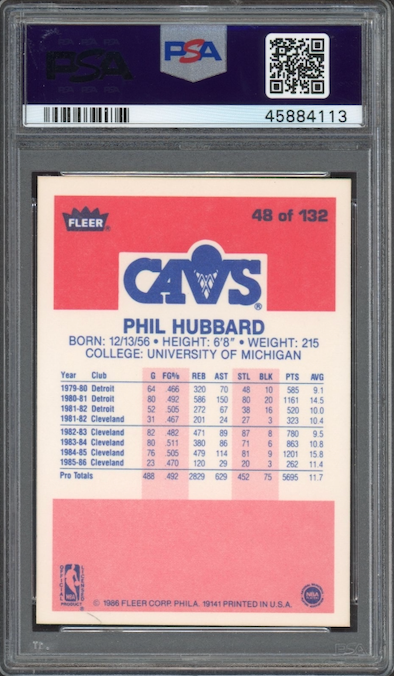 PSA
PSA
45884113
FLEER
48 of 132
CAVS
PHIL HUBBARD
BORN: 12/13/56 • HEIGHT: 6'8" • WEIGHT: 215
COLLEGE: UNIVERSITY OF MICHIGAN
Year Club G FG% REB AST STL BLK PTS AVG
1979-80 Detroit 64 .466 320 70 48 10 585 9.1
1980-81 Detroit 80 .492 586 150 80 20 1161 14.5
1981-82 Detroit 52 .505 272 67 38 16 520 10.0
1981-82 Cleveland 31 .467 201 24 27 3 323 10.4
1982-83 Cleveland 82 .482 471 89 87 8 780 9.5
1983-84 Cleveland 80 .511 380 86 71 6 863 10.8
1984-85 Cleveland 76 .505 479 114 81 9 1201 15.8
1985-86 Cleveland 23 .470 120 29 20 3 262 11.4
Pro Totals 488 .492 2829 629 452 75 5695 11.7
OFFICIAL LICENSED
NBA
PRODUCT
NBA
© 1986 FLEER CORP. PHILA. 19141 PRINTED IN U.S.A.